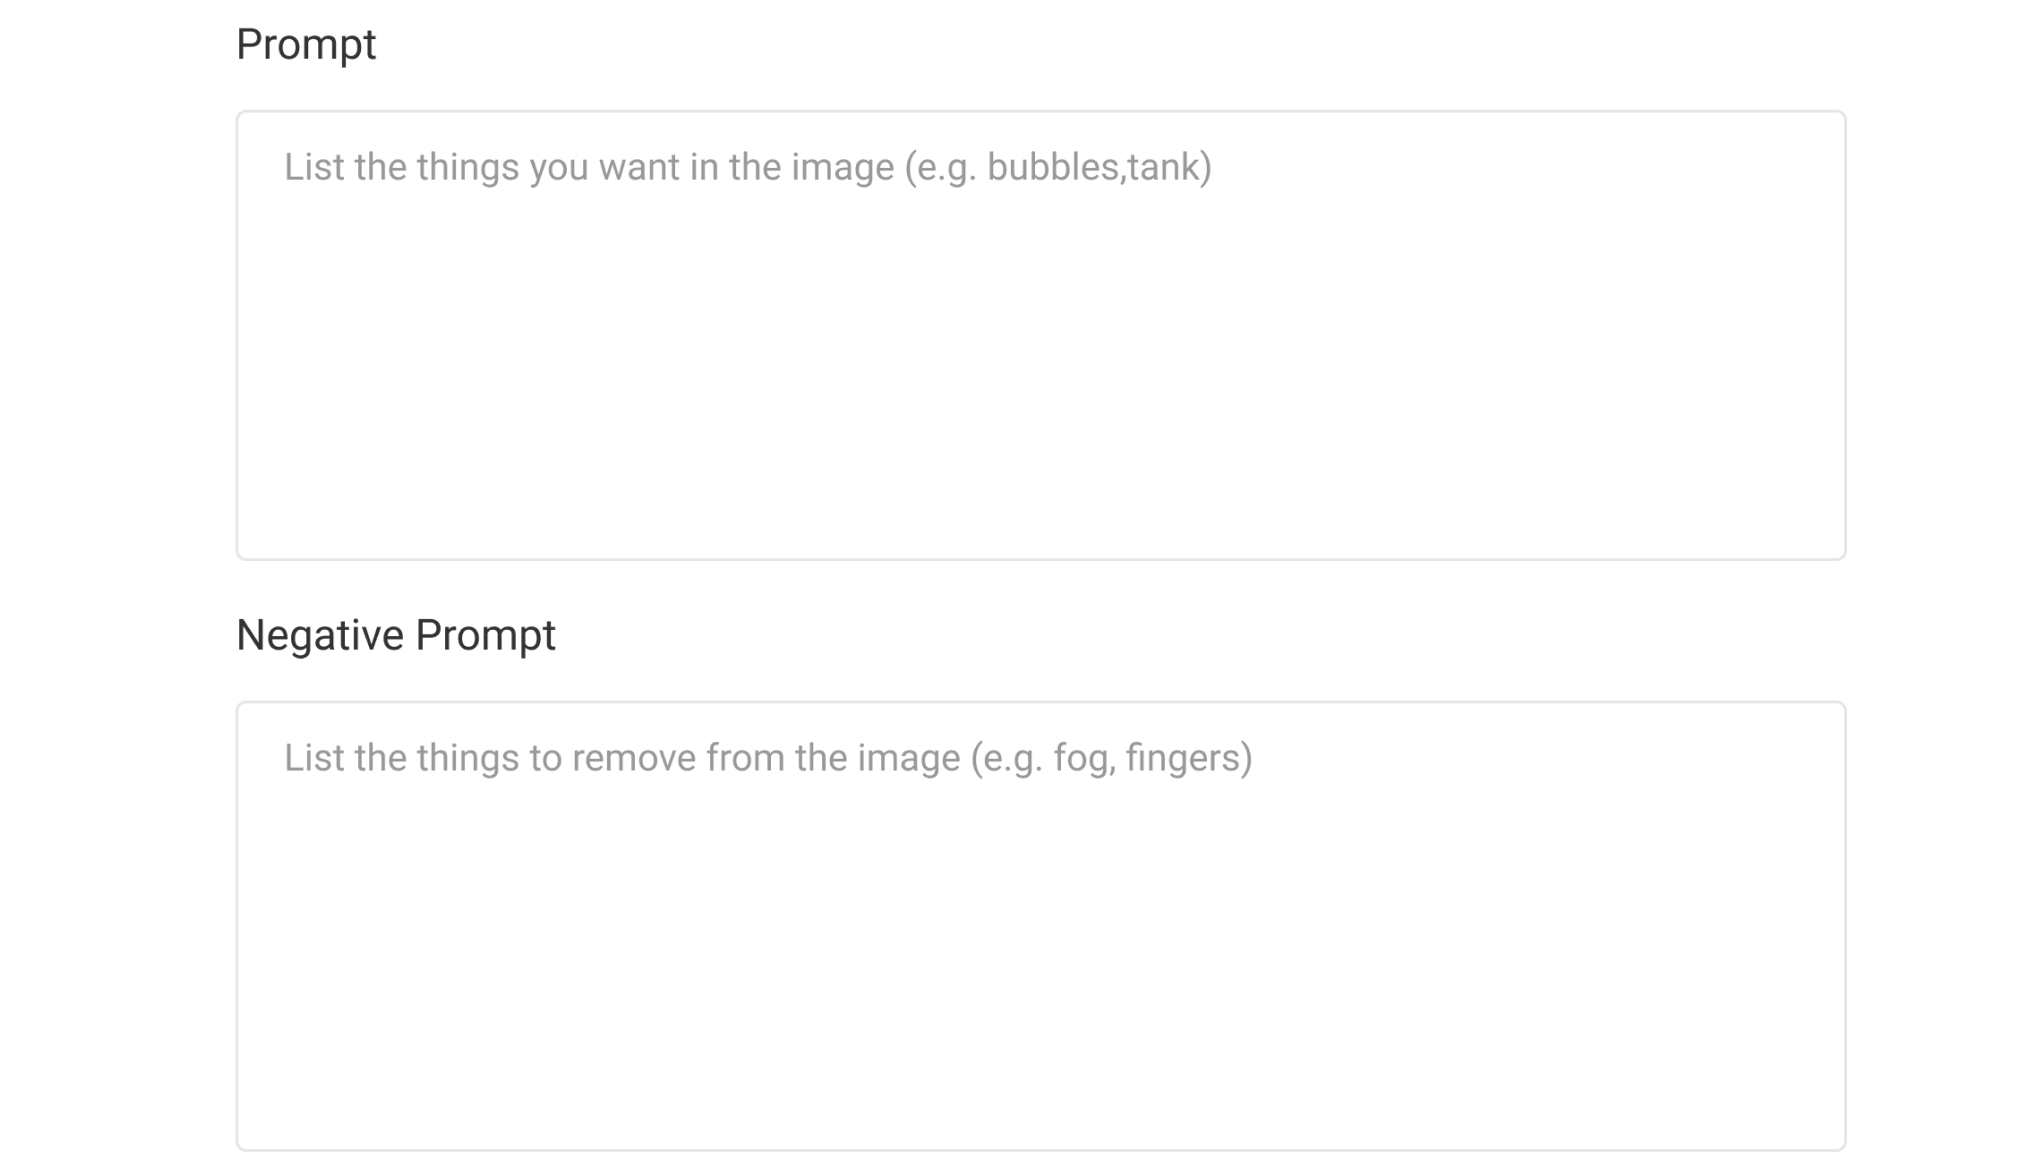 Prompt
List the things you want in the image (e.g. bubbles,tank)
Negative Prompt
List the things to remove from the image (e.g. fog, fingers)